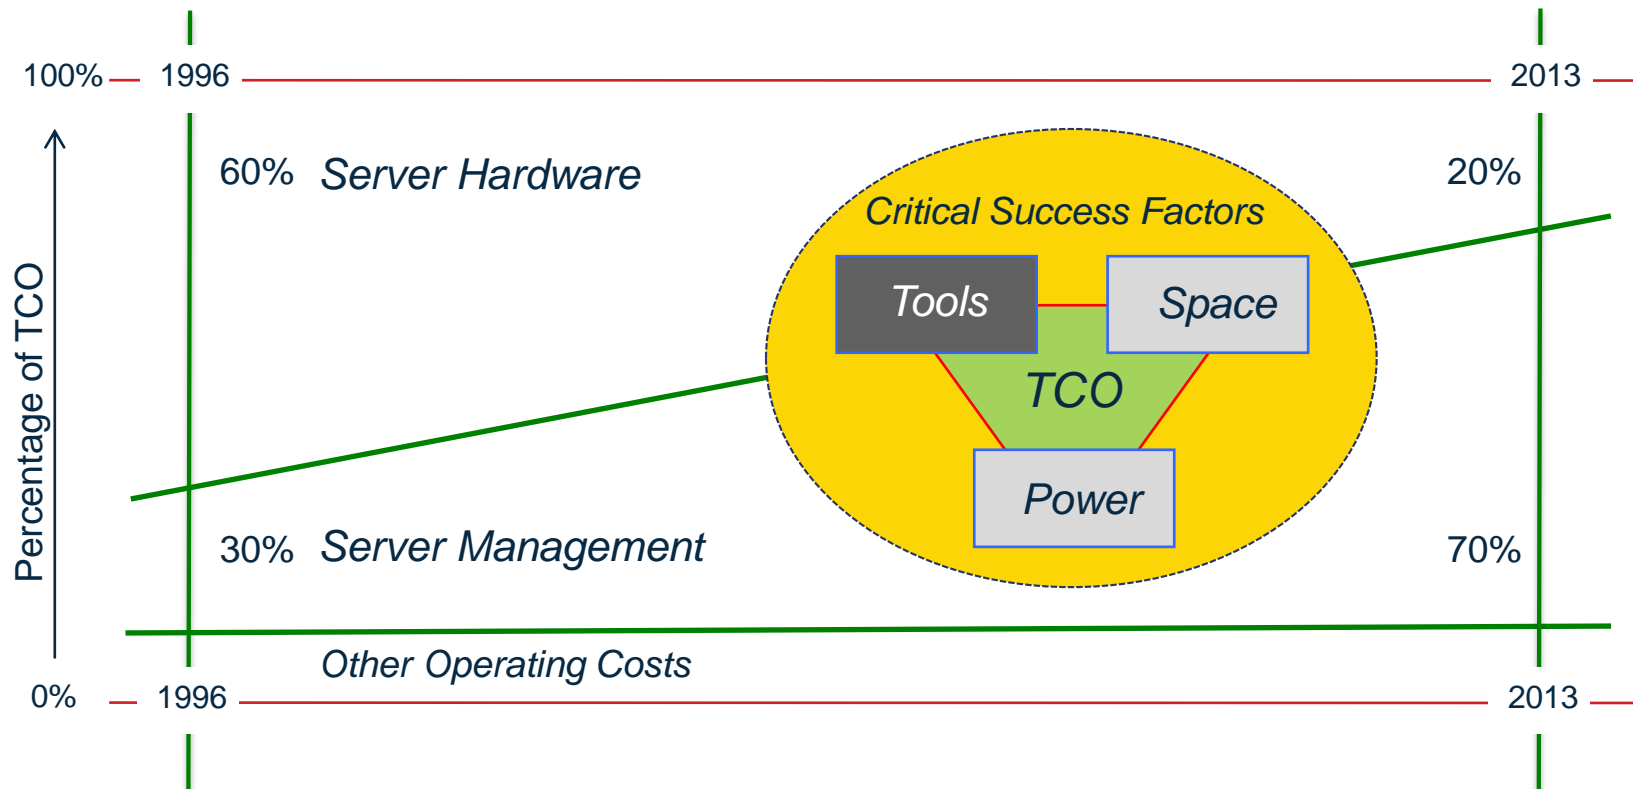 100%
1996
2013
60%
Server Hardware
20%
Critical Success Factors
Tools
Space
TCO
Power
Percentage of TCO
30%
Server Management
70%
Other Operating Costs
0%
1996
2013